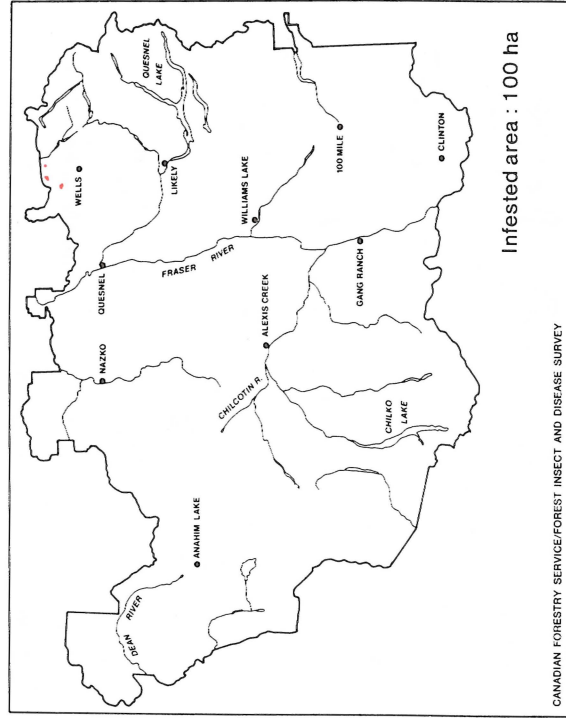 WELLS
QUESNEL
LAKE
LIKELY
NAZKO
QUESNEL
FRASER
RIVER
WILLIAMS LAKE
100 MILE
ANAHIM LAKE
DEAN
RIVER
CHILCOTIN R.
ALEXIS CREEK
GANG RANCH
CLINTON
CHILKO
LAKE
Infested area : 100 ha
CANADIAN FORESTRY SERVICE/FOREST INSECT AND DISEASE SURVEY